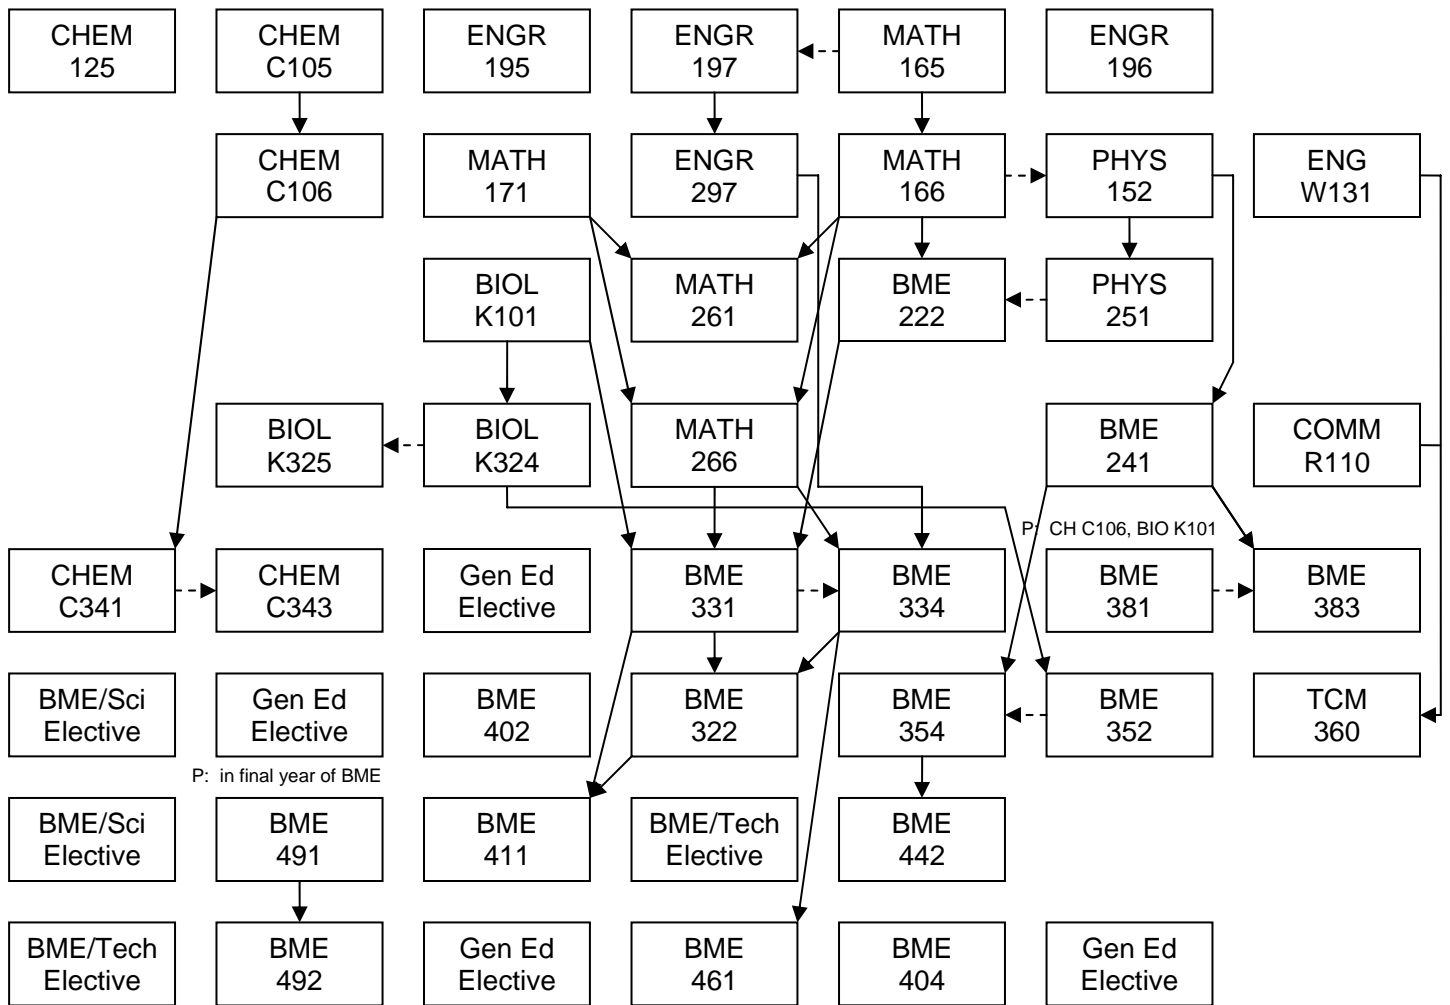 CHEM
125
CHEM
C105
ENGR
195
ENGR
197
MATH
165
ENGR
196
CHEM
C106
MATH
171
ENGR
297
MATH
166
PHYS
152
ENG
W131
BIOL
K101
MATH
261
BME
222
PHYS
251
BIOL
K325
BIOL
K324
MATH
266
BME
241
COMM
R110
P: CH C106, BIO K101
CHEM
C341
CHEM
C343
Gen Ed
Elective
BME
331
BME
334
BME
381
BME
383
BME/Sci
Elective
Gen Ed
Elective
BME
402
BME
322
BME
354
BME
352
TCM
360
P: in final year of BME
BME/Sci
Elective
BME
491
BME
411
BME/Tech
Elective
BME
442
BME/Tech
Elective
BME
492
Gen Ed
Elective
BME
461
BME
404
Gen Ed
Elective